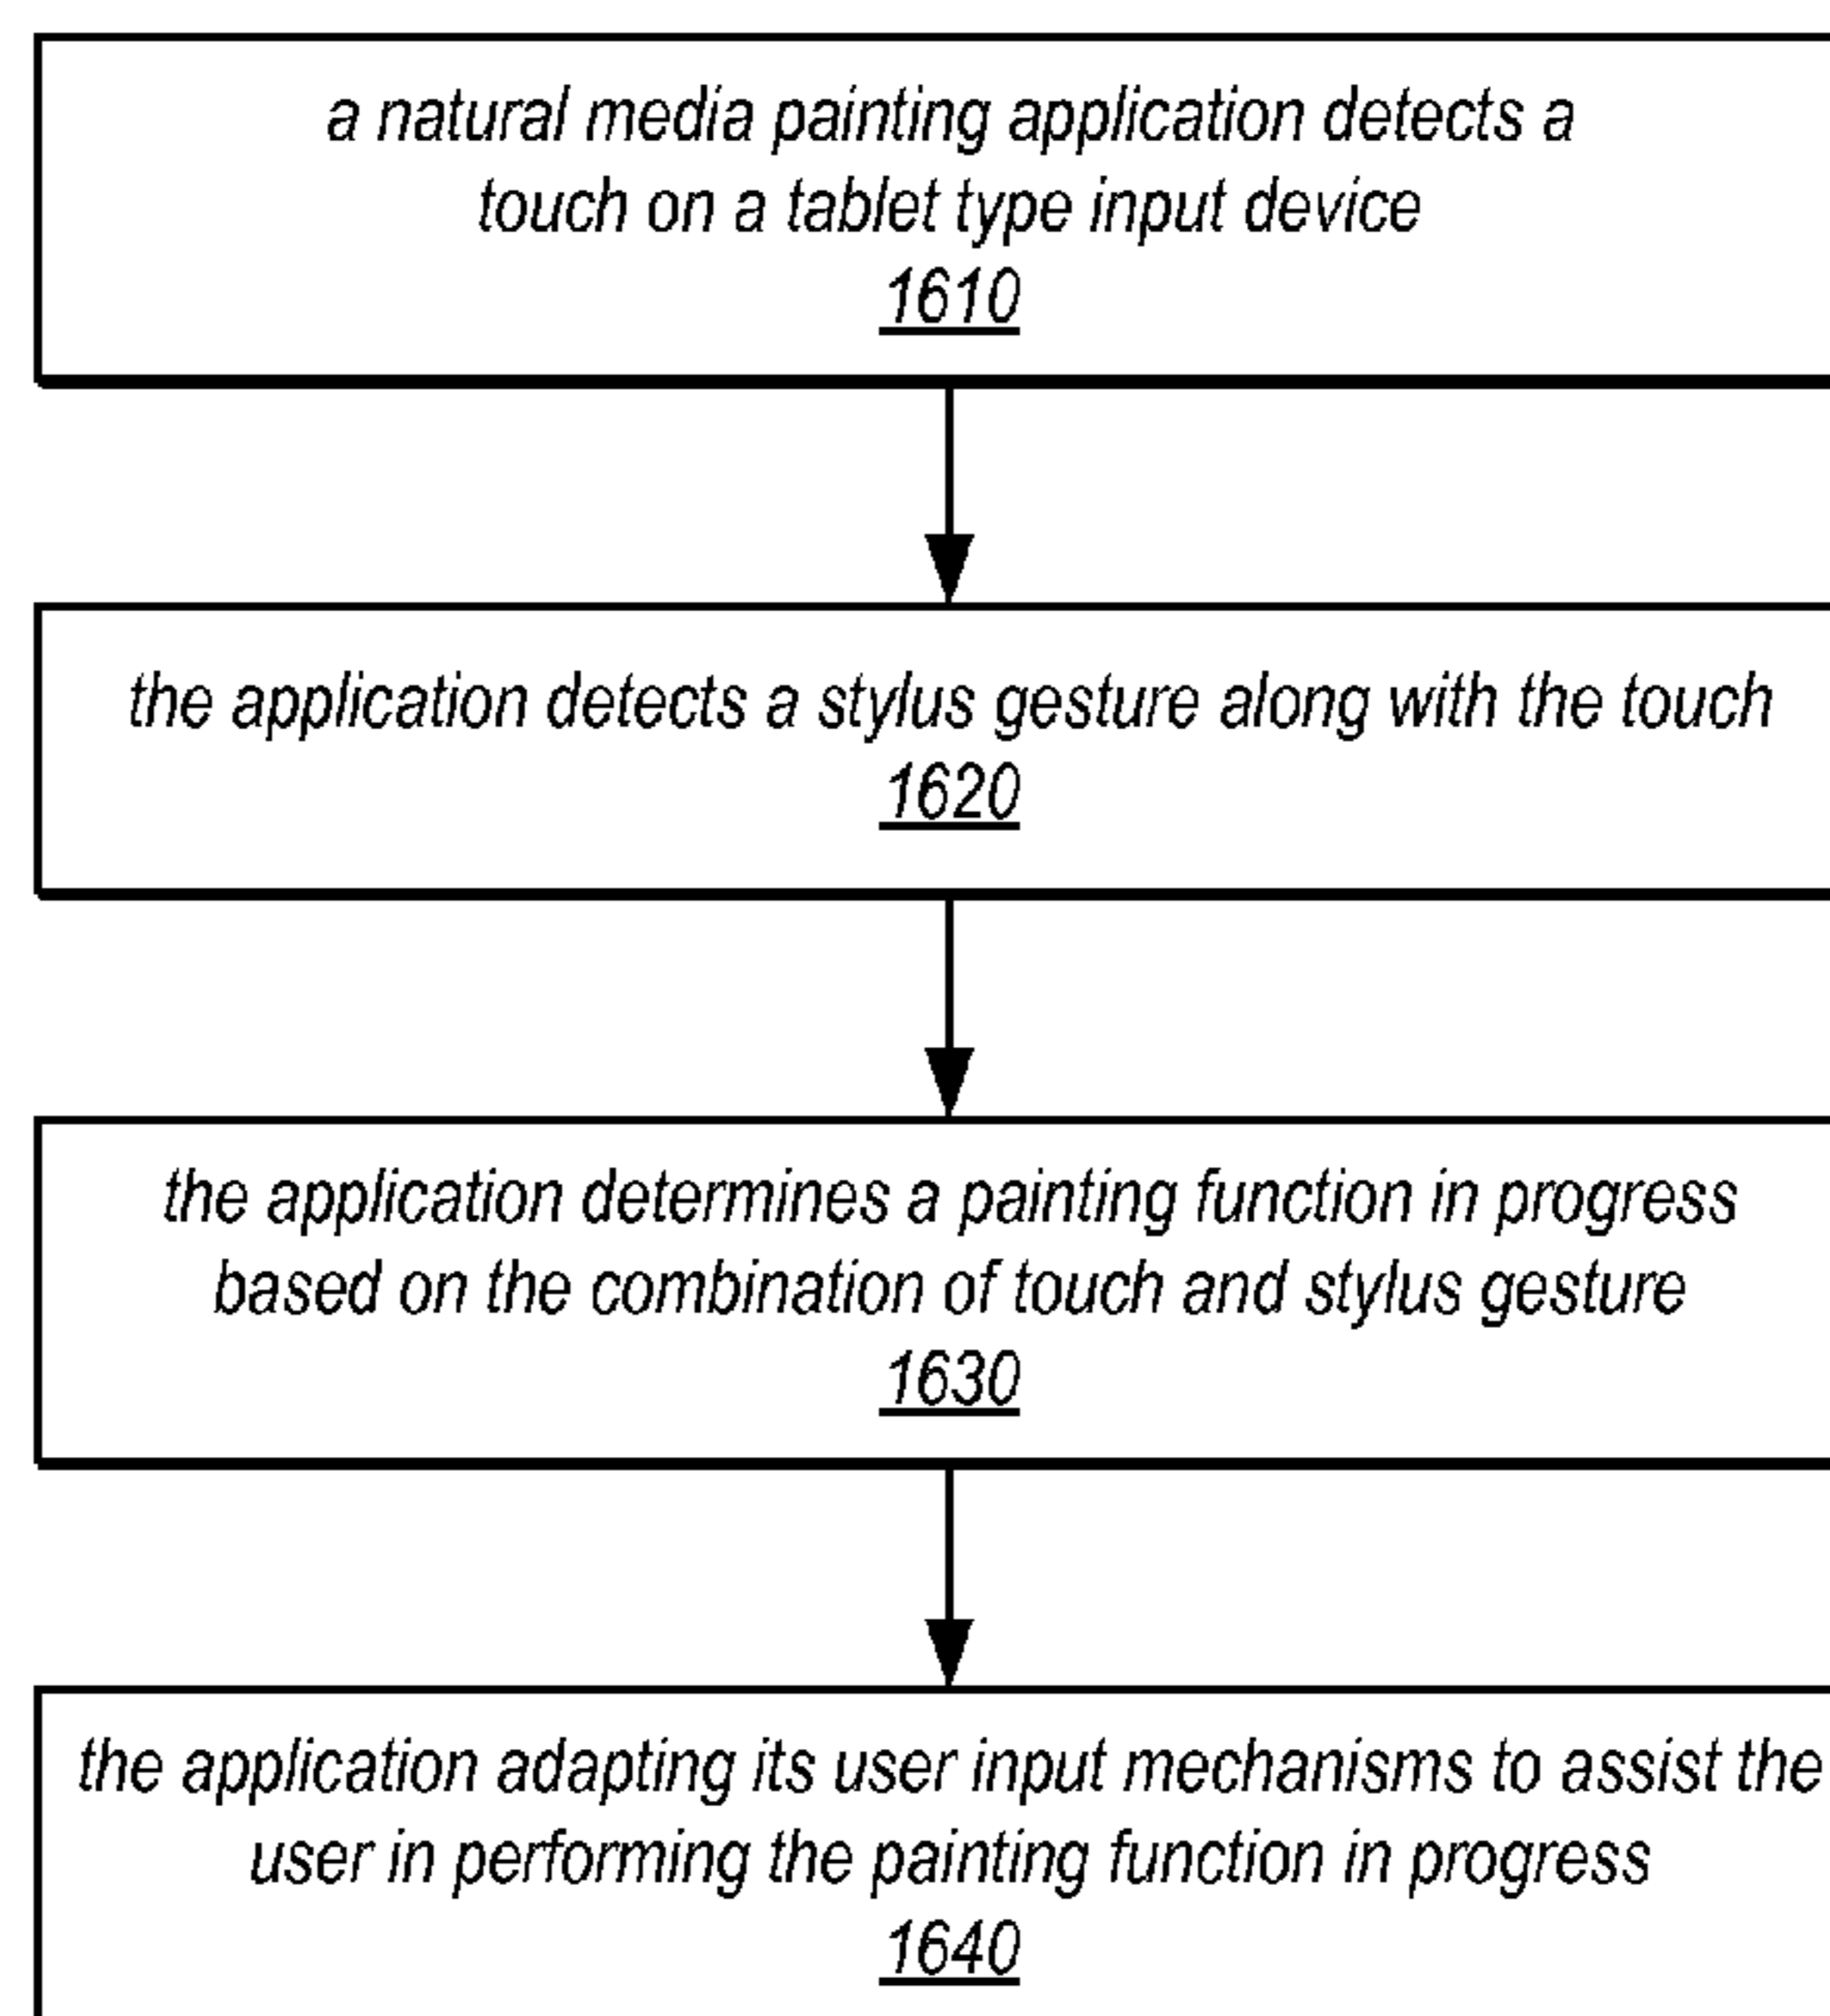 a natural media painting application detects a
touch on a tablet type input device
1610
the application detects a stylus gesture along with the touch
1620
the application determines a painting function in progress
based on the combination of touch and stylus gesture
1630
the application adapting its user input mechanisms to assist the
user in performing the painting function in progress
1640